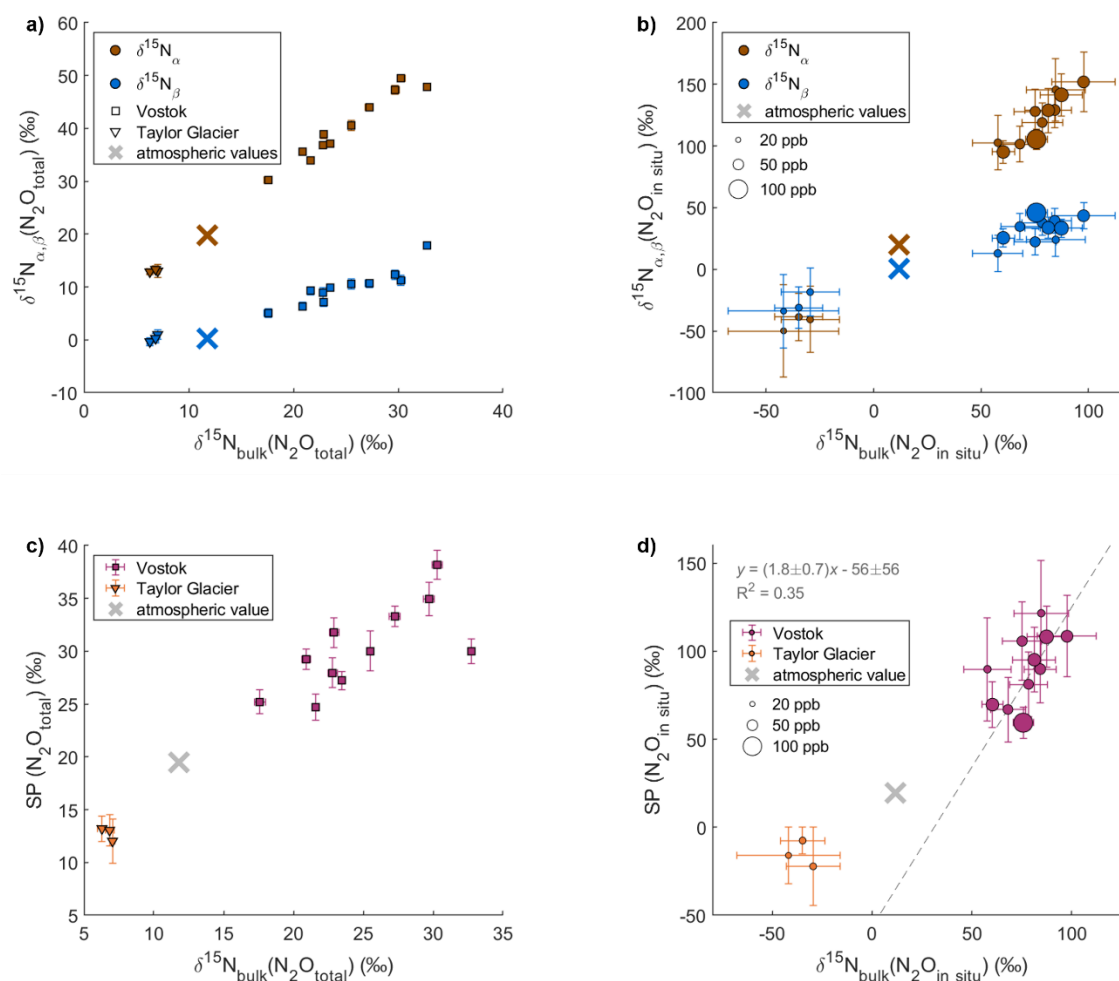 a)
60
50
40
30
20
10
0
-10
δ¹⁵Nα,β(N₂Ototal) (‰)
δ¹⁵Nα
δ¹⁵Nβ
Vostok
Taylor Glacier
atmospheric values
0 10 20 30 40
δ¹⁵Nbulk(N₂Ototal) (‰)
b)
200
150
100
50
0
-50
-100
δ¹⁵Nα,β(N₂Oin situ) (‰)
δ¹⁵Nα
δ¹⁵Nβ
atmospheric values
20 ppb
50 ppb
100 ppb
-50 0 50 100
δ¹⁵Nbulk(N₂Oin situ) (‰)
c)
40
35
30
25
20
15
10
5
SP (N₂Ototal) (‰)
Vostok
Taylor Glacier
atmospheric value
5 10 15 20 25 30 35
δ¹⁵Nbulk(N₂Ototal) (‰)
d)
150
100
50
0
-50
SP (N₂Oin situ) (‰)
y = (1.8±0.7)x - 56±56
R² = 0.35
Vostok
Taylor Glacier
atmospheric value
20 ppb
50 ppb
100 ppb
-50 0 50 100
δ¹⁵Nbulk(N₂Oin situ) (‰)